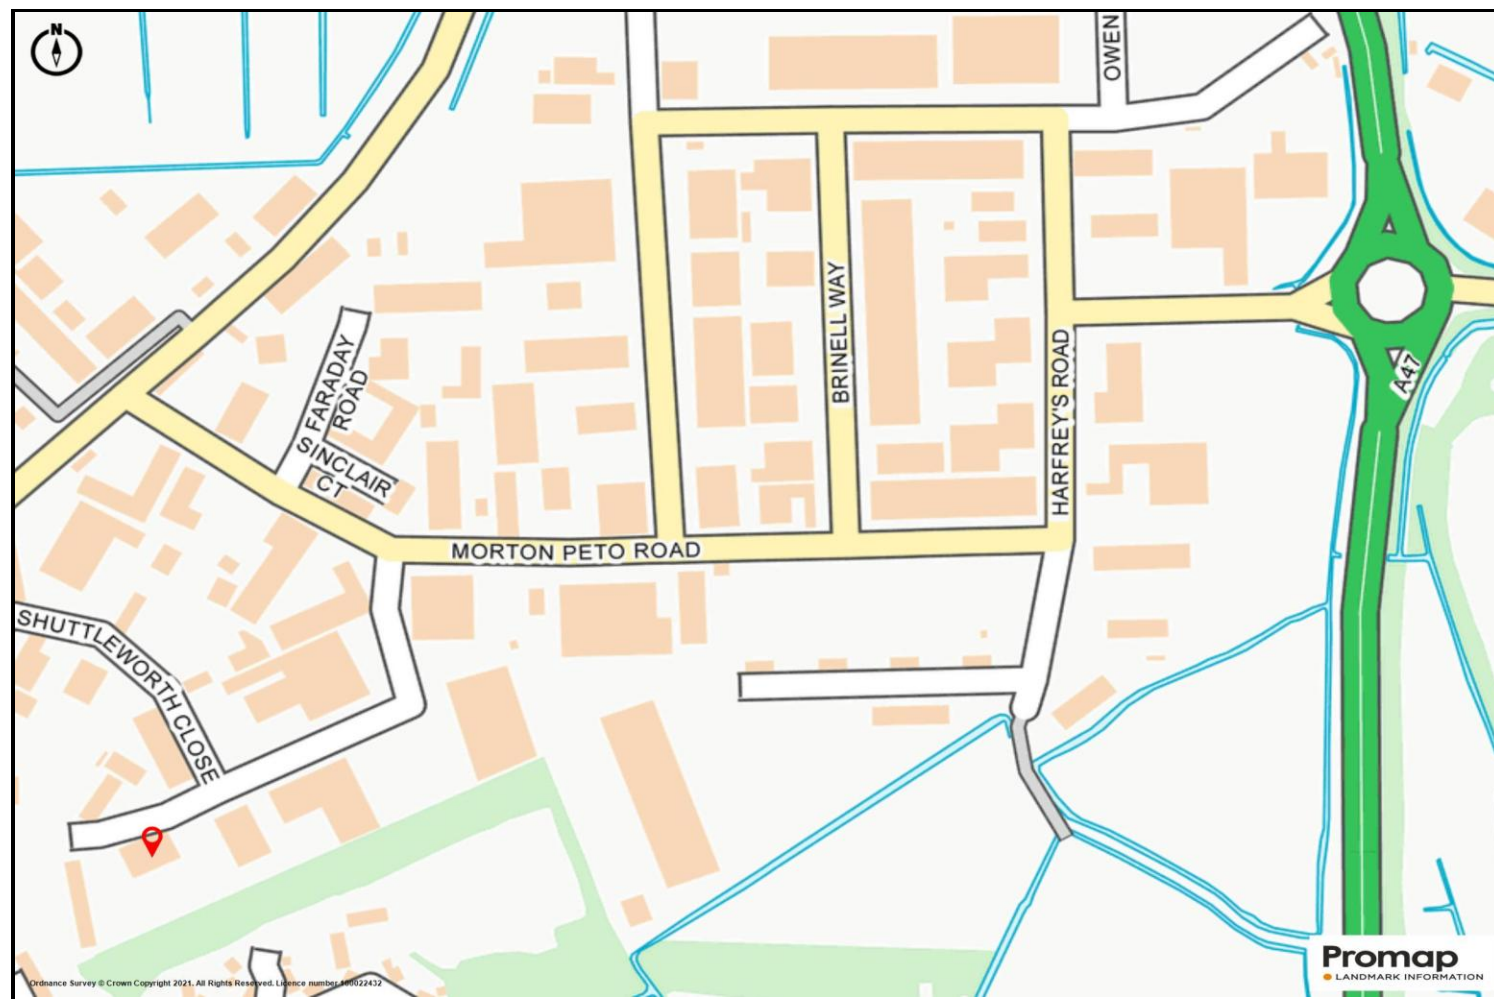 N
OWEN
BRINELL WAY
FARADAY
ROAD
HARFREY'S ROAD
A47
SINCLAIR
CT
MORTON PETO ROAD
SHUTTLEWORTH CLOSE
Promap
LANDMARK INFORMATION
Ordnance Survey © Crown Copyright 2021. All Rights Reserved. Licence number 100022432